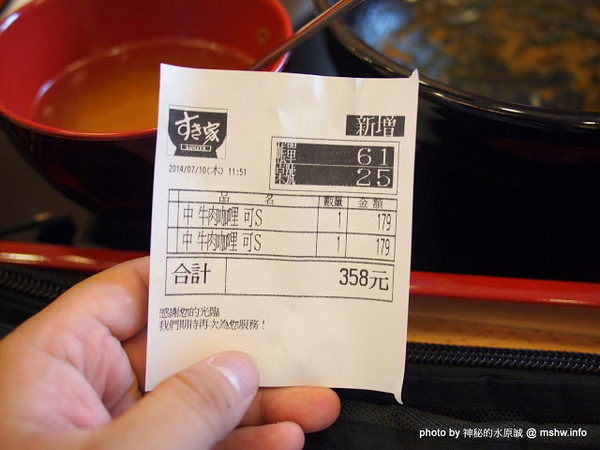 すき家
SUKIYA
新增
2014/07/10(木) 11:51
61
25
品 名 數量 金額
中 牛肉咖哩 可S 1 179
中 牛肉咖哩 可S 1 179
合計 358元
感謝您的光臨
我們期待再次為您服務！
photo by 神秘的水原誠 @ mshw.info